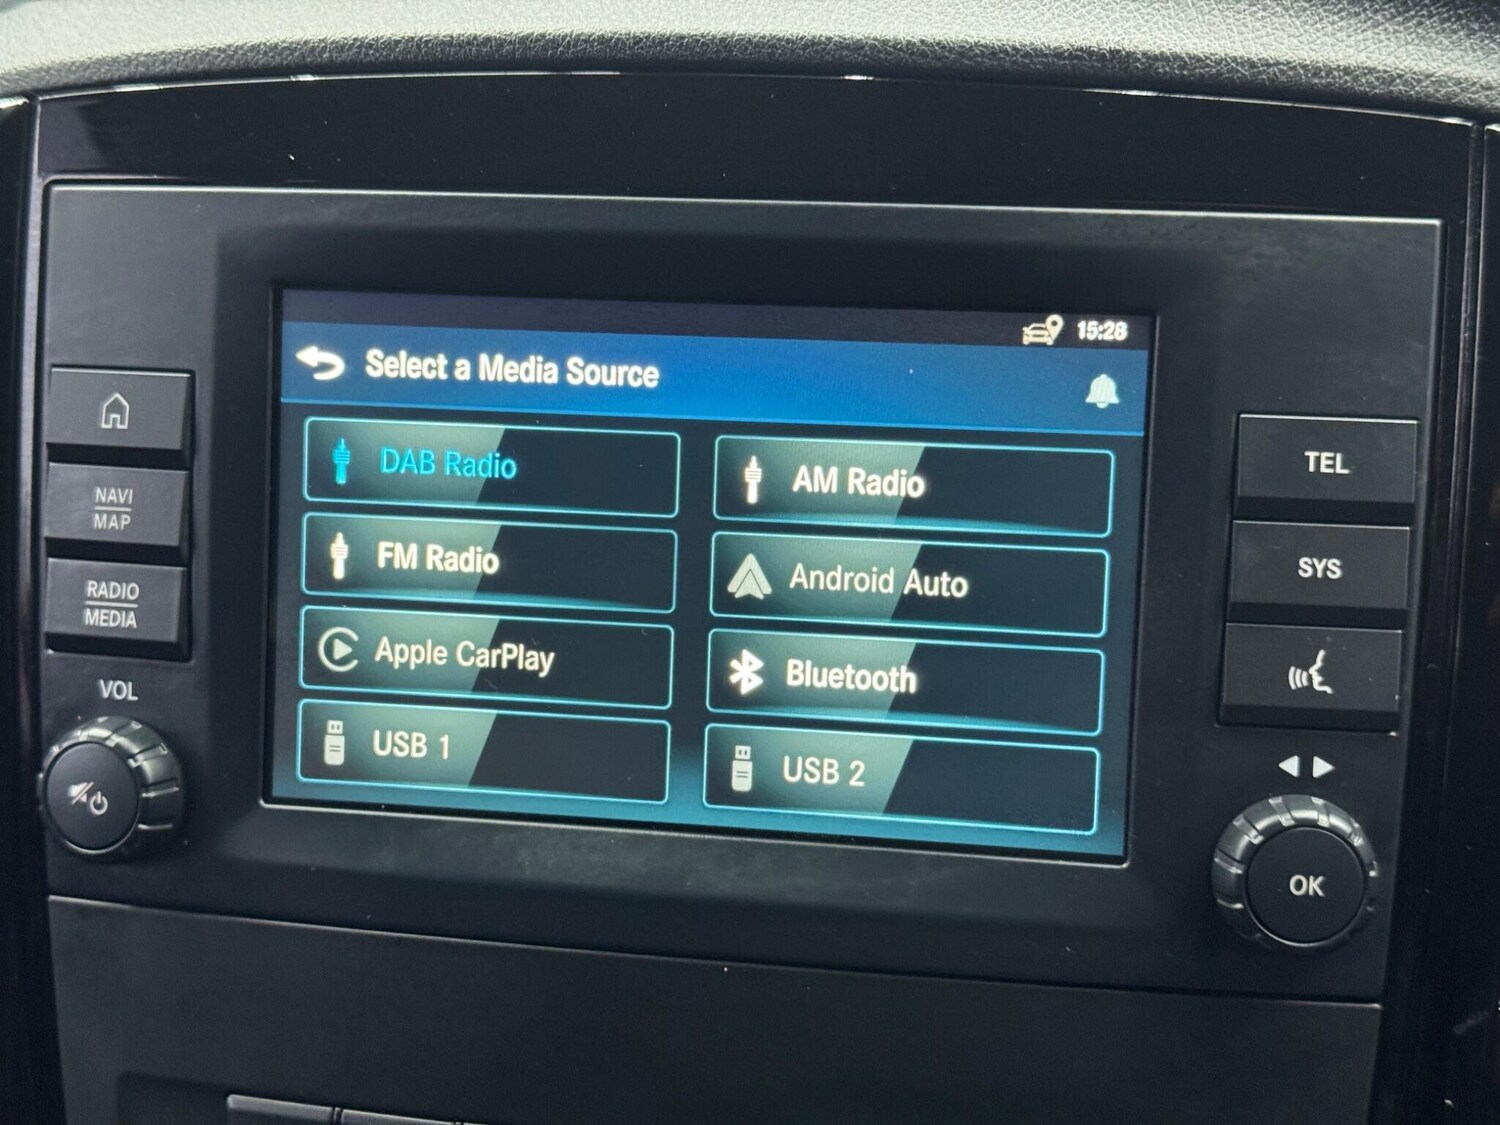 15:28
Select a Media Source
DAB Radio
AM Radio
FM Radio
Android Auto
Apple CarPlay
Bluetooth
USB 1
USB 2
NAVI
MAP
RADIO
MEDIA
VOL
TEL
SYS
OK